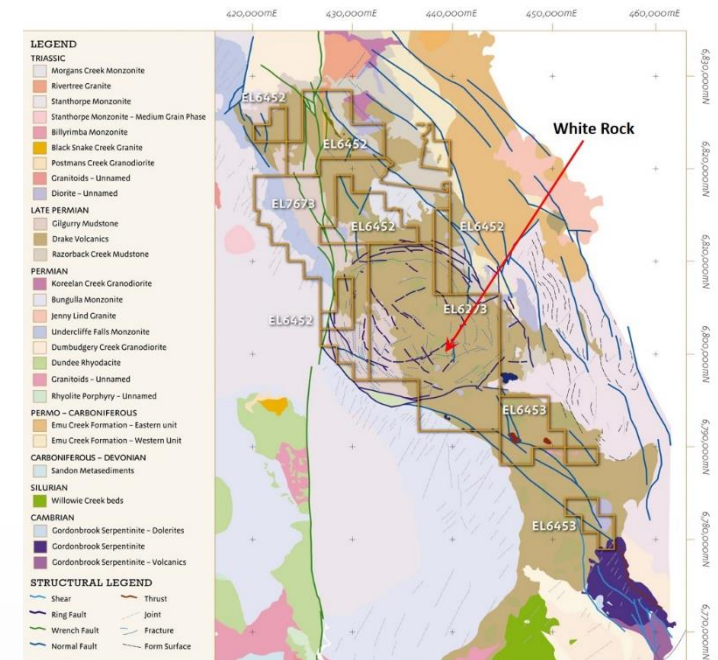 420,000mE
430,000mE
440,000mE
450,000mE
460,000mE
LEGEND
TRIASSIC
Morgans Creek Monzonite
Rivertree Granite
Stanthorpe Monzonite
Stanthorpe Monzonite - Medium Grain Phase
Billyrimba Monzonite
Black Snake Creek Granite
Postmans Creek Granodiorite
Granitoids - Unnamed
Diorite - Unnamed
LATE PERMIAN
Gilgurry Mudstone
Drake Volcanics
Razorback Creek Mudstone
PERMIAN
Koreelan Creek Granodiorite
Bungulla Monzonite
Jenny Lind Granite
Undercliffe Falls Monzonite
Dumbudgery Creek Granodiorite
Dundee Rhyodacite
Granitoids - Unnamed
Rhyolite Porphyry - Unnamed
PERMO - CARBONIFEROUS
Emu Creek Formation - Eastern unit
Emu Creek Formation - Western Unit
CARBONIFEROUS - DEVONIAN
Sandon Metasediments
SILURIAN
Willowie Creek beds
CAMBRIAN
Gordonbrook Serpentinite - Dolerites
Gordonbrook Serpentinite
Gordonbrook Serpentinite - Volcanics
STRUCTURAL LEGEND
Shear
Ring Fault
Wrench Fault
Normal Fault
Thrust
Joint
Fracture
Form Surface
White Rock
EL6452
EL6452
EL7673
EL6452
EL6452
EL6273
EL6452
EL6453
EL6453
6,830,000mN
6,820,000mN
6,810,000mN
6,800,000mN
6,790,000mN
6,780,000mN
6,770,000mN